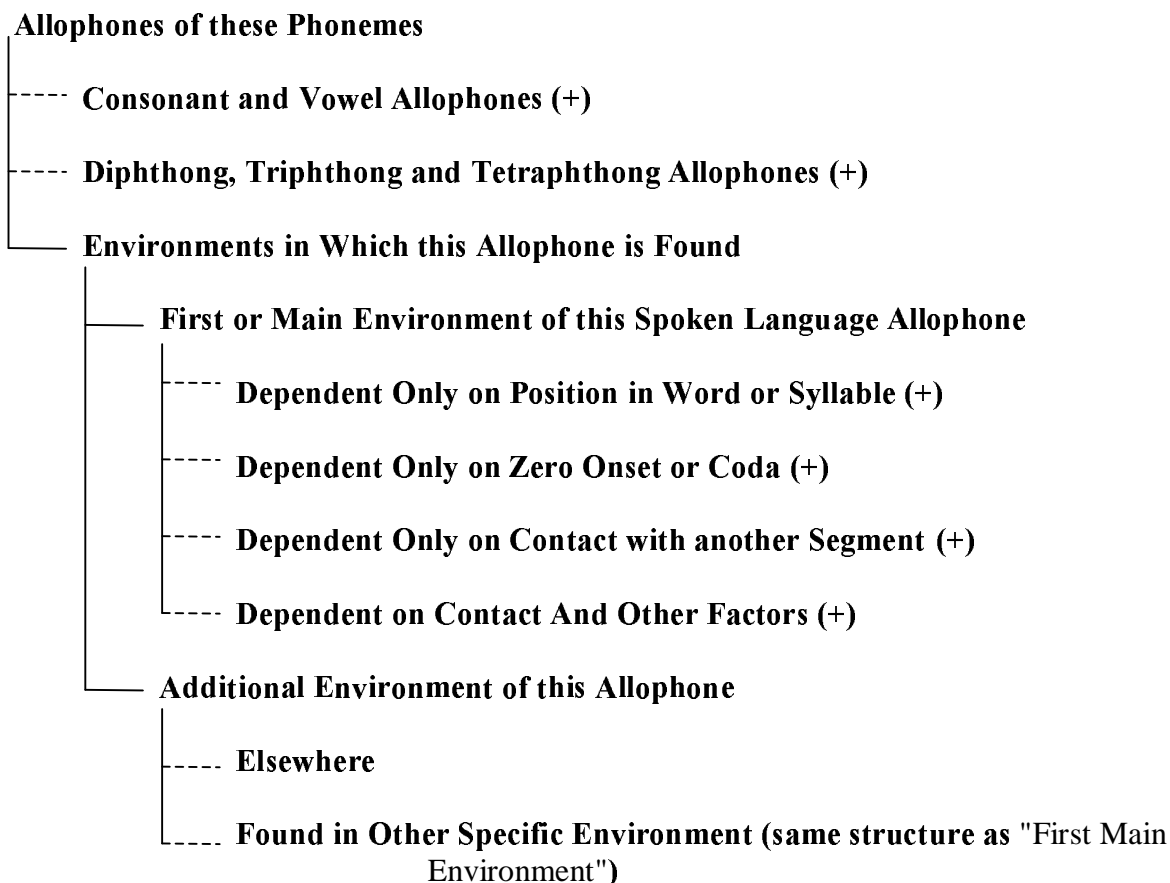 Allophones of these Phonemes
Consonant and Vowel Allophones (+)
Diphthong, Triphthong and Tetraphthong Allophones (+)
Environments in Which this Allophone is Found
First or Main Environment of this Spoken Language Allophone
Dependent Only on Position in Word or Syllable (+)
Dependent Only on Zero Onset or Coda (+)
Dependent Only on Contact with another Segment (+)
Dependent on Contact And Other Factors (+)
Additional Environment of this Allophone
Elsewhere
Found in Other Specific Environment (same structure as "First Main
Environment")